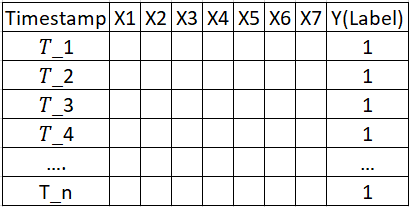 Timestamp X1 X2 X3 X4 X5 X6 X7 Y(Label)
T_1 1
T_2 1
T_3 1
T_4 1
.... ...
T_n 1